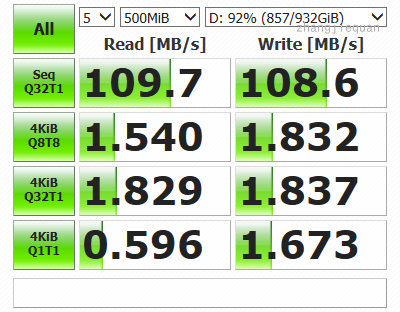 All 5 500MiB D: 92% (857/932GiB)
zhangjiequan
Read [MB/s] Write [MB/s]
Seq
Q32T1 109.7 108.6
4KiB
Q8T8 1.540 1.832
4KiB
Q32T1 1.829 1.837
4KiB
Q1T1 0.596 1.673